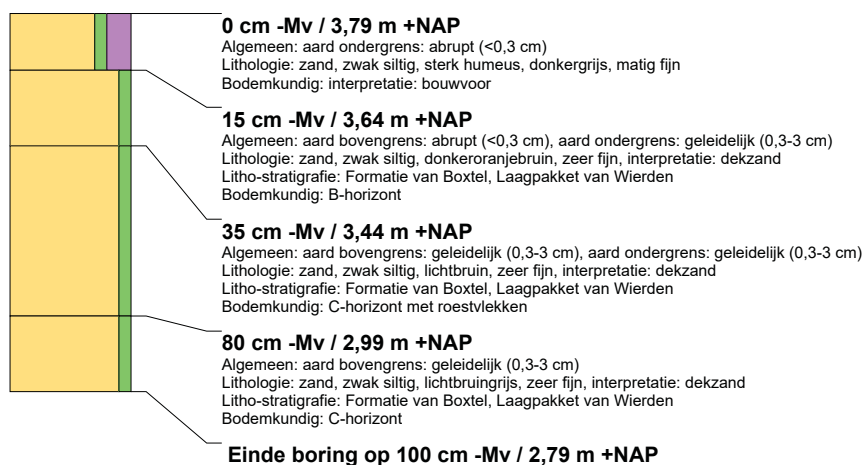 0 cm -Mv / 3,79 m +NAP
Algemeen: aard ondergrens: abrupt (<0,3 cm)
Lithologie: zand, zwak siltig, sterk humeus, donkergrijs, matig fijn
Bodemkundig: interpretatie: bouwvoor
15 cm -Mv / 3,64 m +NAP
Algemeen: aard bovengrens: abrupt (<0,3 cm), aard ondergrens: geleidelijk (0,3-3 cm)
Lithologie: zand, zwak siltig, donkeroranjebruin, zeer fijn, interpretatie: dekzand
Litho-stratigrafie: Formatie van Boxtel, Laagpakket van Wierden
Bodemkundig: B-horizont
35 cm -Mv / 3,44 m +NAP
Algemeen: aard bovengrens: geleidelijk (0,3-3 cm), aard ondergrens: geleidelijk (0,3-3 cm)
Lithologie: zand, zwak siltig, lichtbruin, zeer fijn, interpretatie: dekzand
Litho-stratigrafie: Formatie van Boxtel, Laagpakket van Wierden
Bodemkundig: C-horizont met roestvlekken
80 cm -Mv / 2,99 m +NAP
Algemeen: aard bovengrens: geleidelijk (0,3-3 cm)
Lithologie: zand, zwak siltig, lichtbruingrijs, zeer fijn, interpretatie: dekzand
Litho-stratigrafie: Formatie van Boxtel, Laagpakket van Wierden
Bodemkundig: C-horizont
Einde boring op 100 cm -Mv / 2,79 m +NAP